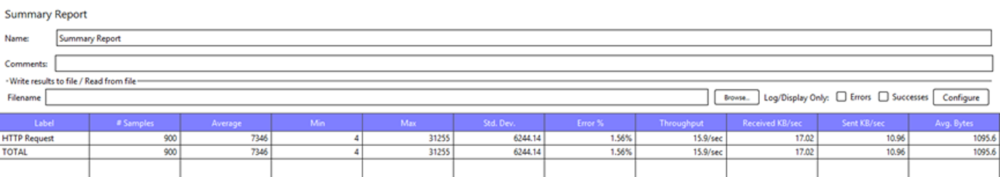 Summary Report
Name: Summary Report
Comments:
Write results to file / Read from file
Filename Browse... Log/Display Only: Errors Successes Configure
Label # Samples Average Min Max Std. Dev. Error % Throughput Received KB/sec Sent KB/sec Avg. Bytes
HTTP Request 900 7346 4 31255 6244.14 1.56% 15.9/sec 17.02 10.96 1095.6
TOTAL 900 7346 4 31255 6244.14 1.56% 15.9/sec 17.02 10.96 1095.6